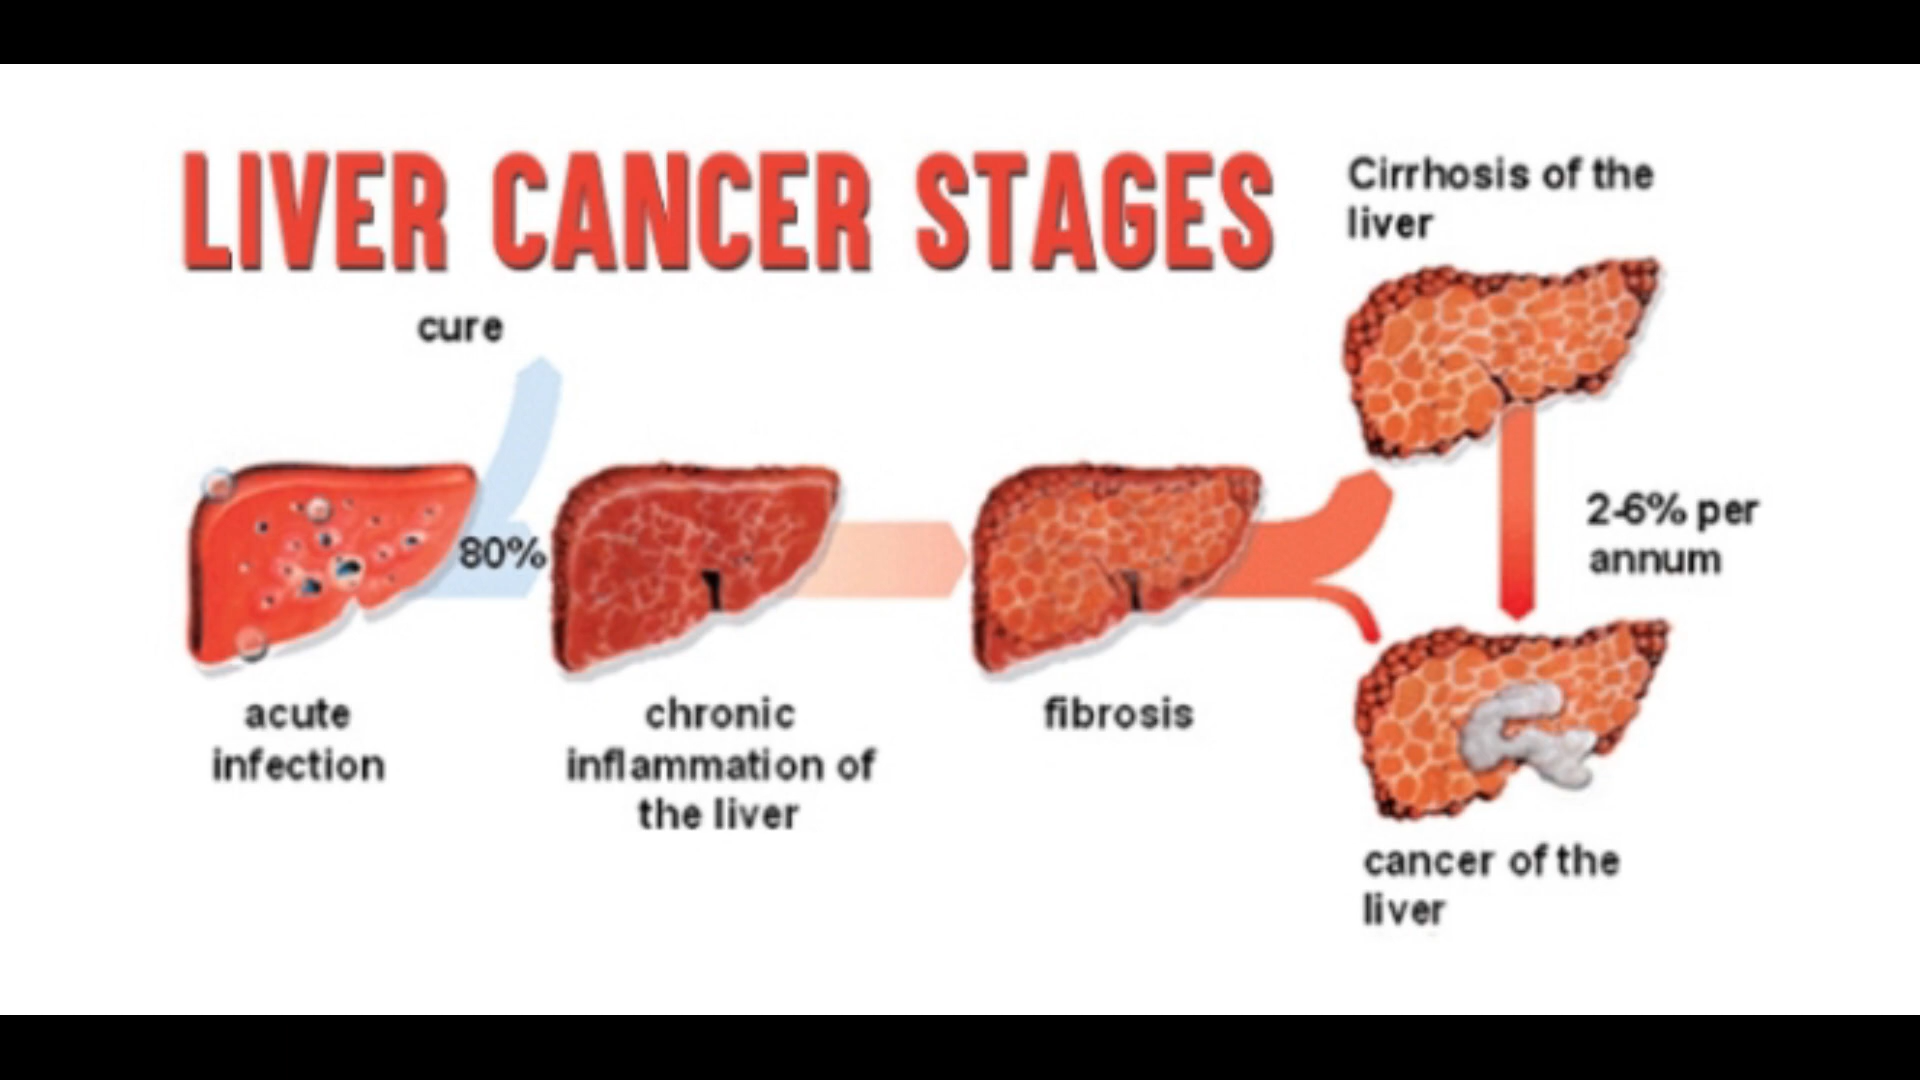 LIVER CANCER STAGES
Cirrhosis of the
liver
cure
80%
2-6% per
annum
acute
infection
chronic
inflammation of
the liver
fibrosis
cancer of the
liver